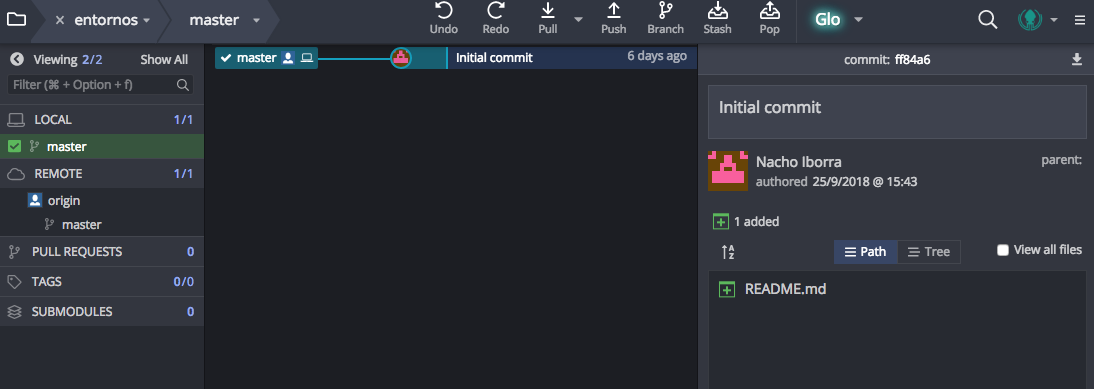 entornos
master
Undo
Redo
Pull
Push
Branch
Stash
Pop
Glo
Viewing 2/2
Show All
Filter (⌘ + Option + f)
LOCAL 1/1
master
REMOTE 1/1
origin
master
PULL REQUESTS 0
TAGS 0/0
SUBMODULES 0
master
Initial commit
6 days ago
commit: ff84a6
Initial commit
Nacho Iborra
parent:
authored 25/9/2018 @ 15:43
1 added
A
Z
Path
Tree
View all files
README.md